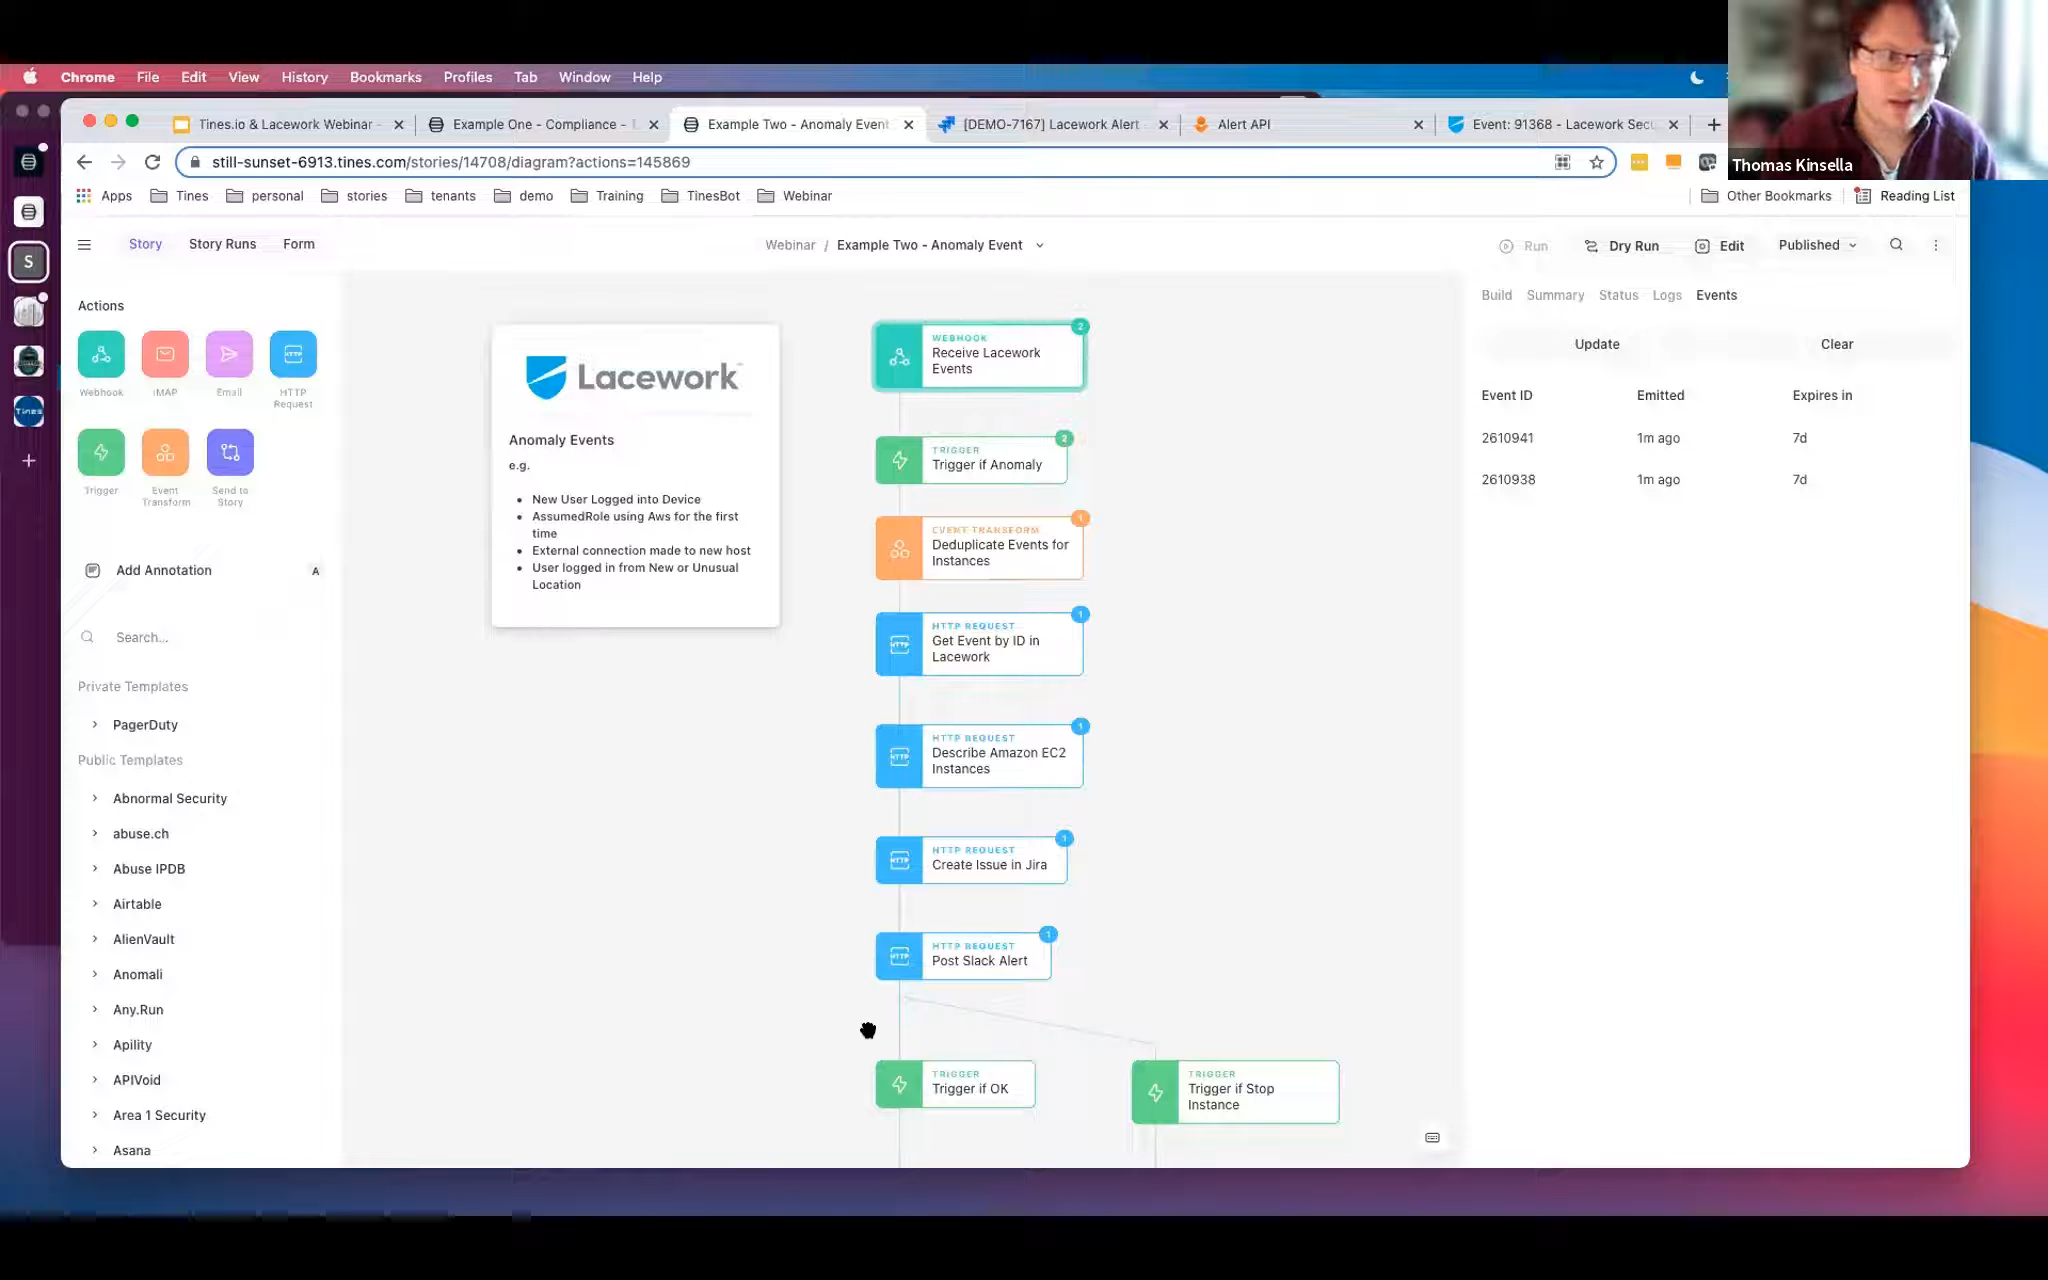 Chrome File Edit View History Bookmarks Profiles Tab Window Help
Thomas Kinsella
Tines.io & Lacework Webinar -
Example One - Compliance -
Example Two - Anomaly Event
[DEMO-7167] Lacework Alert
Alert API
Event: 91368 - Lacework Sec
still-sunset-6913.tines.com/stories/14708/diagram?actions=145869
Apps Tines personal stories tenants demo Training TinesBot Webinar Other Bookmarks Reading List
Story Story Runs Form
Webinar / Example Two - Anomaly Event
Run Dry Run Edit Published
S
Tines
Actions
Webhook IMAP Email HTTP
Request
Trigger Event
Transform Send to
Story
Add Annotation A
Search...
Private Templates
PagerDuty
Public Templates
Abnormal Security
abuse.ch
Abuse IPDB
Airtable
AlienVault
Anomali
Any.Run
Apility
APIVoid
Area 1 Security
Asana
Lacework™
Anomaly Events
e.g.
New User Logged into Device
AssumedRole using Aws for the first
time
External connection made to new host
User logged in from New or Unusual
Location
2
WEBHOOK
Receive Lacework
Events
2
TRIGGER
Trigger if Anomaly
1
EVENT TRANSFORM
Deduplicate Events for
Instances
1
HTTP REQUEST
Get Event by ID in
Lacework
1
HTTP REQUEST
Describe Amazon EC2
Instances
1
HTTP REQUEST
Create Issue in Jira
1
HTTP REQUEST
Post Slack Alert
TRIGGER
Trigger if OK
TRIGGER
Trigger if Stop
Instance
Build Summary Status Logs Events
Update Clear
Event ID Emitted Expires in
2610941 1m ago 7d
2610938 1m ago 7d